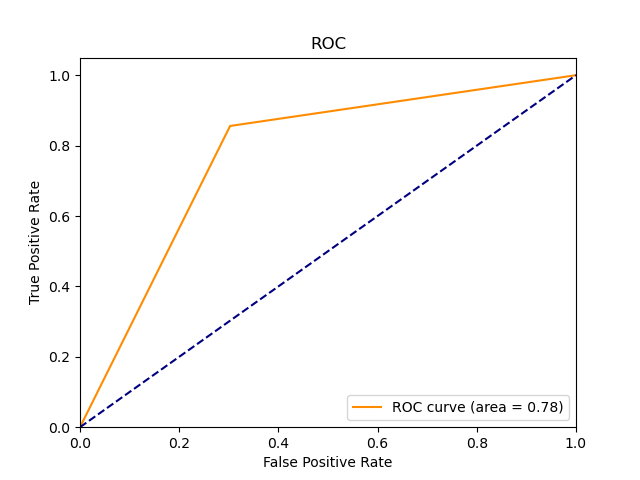 ROC
True Positive Rate
1.0
0.8
0.6
0.4
0.2
0.0
ROC curve (area = 0.78)
0.0 0.2 0.4 0.6 0.8 1.0
False Positive Rate